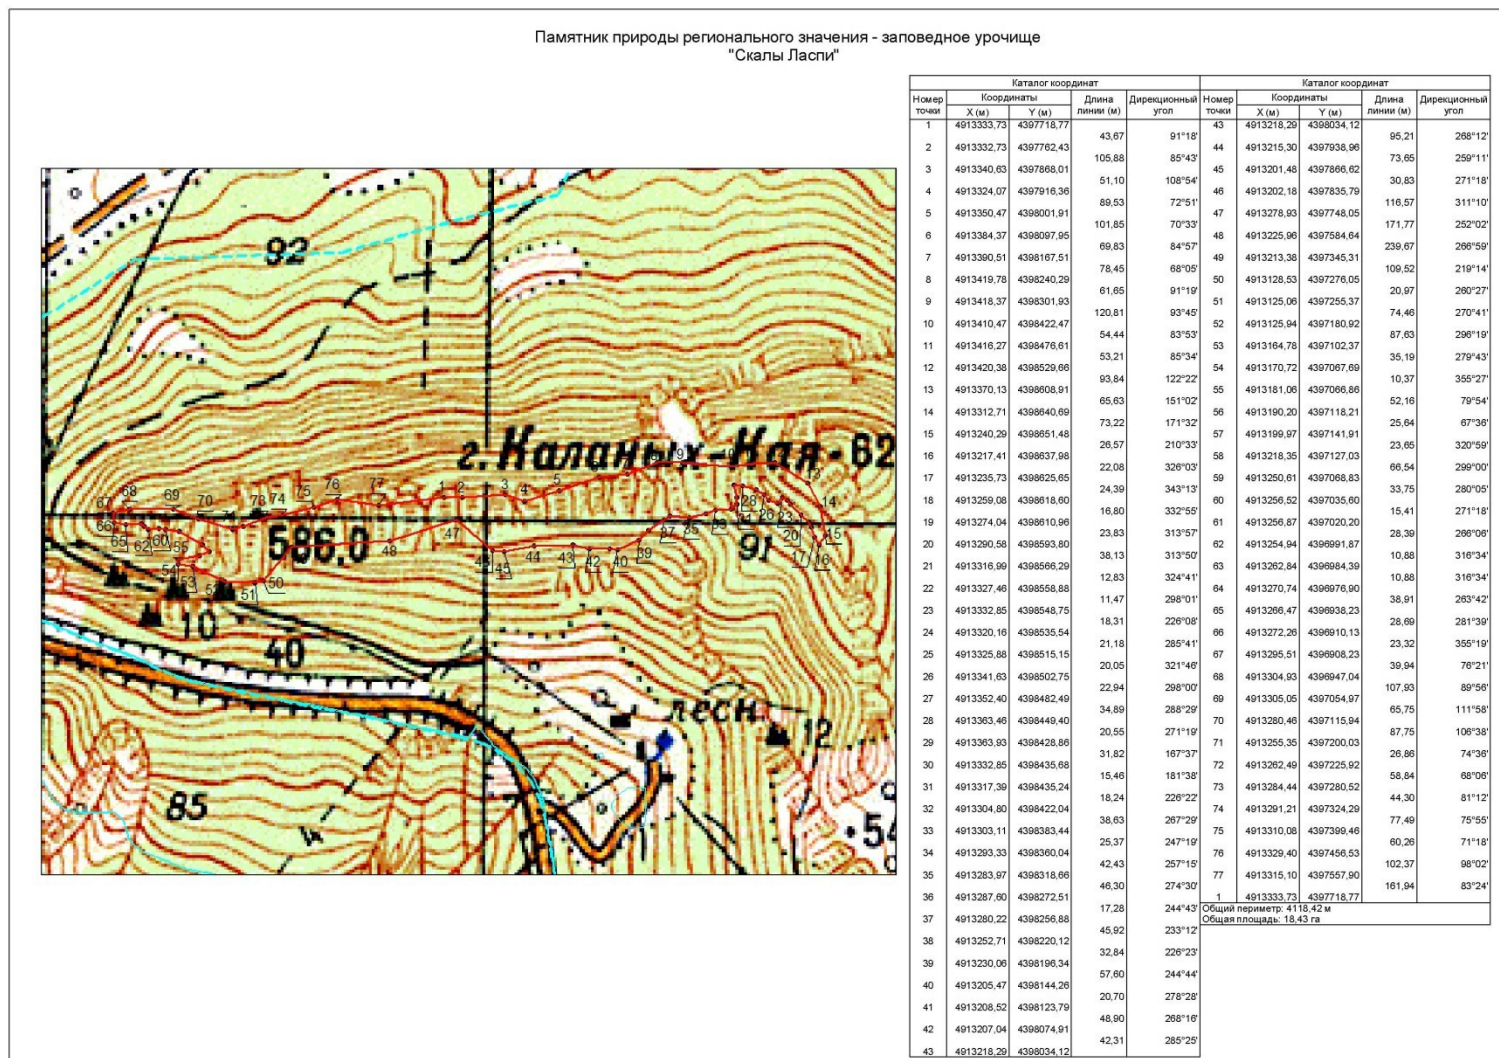 Памятник природы регионального значения - заповедное урочище
"Скалы Ласпи"
92
г. Каланых-Кая
62
586.0
91
10
40
лесн
12
85
54
Каталог координат
Номер точки Координаты Длина линии (м) Дирекционный угол
X (м) Y (м)
1 4913333,73 4397718,77
43,67 91°18'
2 4913332,73 4397762,43
105,88 85°43'
3 4913340,63 4397868,01
51,10 108°54'
4 4913324,07 4397916,36
89,53 72°51'
5 4913350,47 4398001,91
101,85 70°33'
6 4913384,37 4398097,95
69,83 84°57'
7 4913390,51 4398167,51
78,45 68°05'
8 4913419,78 4398240,29
61,65 91°19'
9 4913418,37 4398301,93
120,81 93°45'
10 4913410,47 4398422,47
54,44 83°53'
11 4913416,27 4398476,61
53,21 85°34'
12 4913420,38 4398529,66
93,84 122°22'
13 4913370,13 4398608,91
65,63 151°02'
14 4913312,71 4398640,69
73,22 171°32'
15 4913240,29 4398651,48
26,57 210°33'
16 4913217,41 4398637,98
22,08 326°03'
17 4913235,73 4398625,65
24,39 343°13'
18 4913259,08 4398618,60
16,80 332°55'
19 4913274,04 4398610,96
23,83 313°57'
20 4913290,58 4398593,80
38,13 313°50'
21 4913316,99 4398566,29
12,83 324°41'
22 4913327,46 4398558,88
11,47 298°01'
23 4913332,85 4398548,75
18,31 226°08'
24 4913320,16 4398535,54
21,18 285°41'
25 4913325,88 4398515,15
20,05 321°46'
26 4913341,63 4398502,75
22,94 298°00'
27 4913352,40 4398482,49
34,89 288°29'
28 4913363,46 4398449,40
20,55 271°19'
29 4913363,93 4398428,86
31,82 167°37'
30 4913332,85 4398435,68
15,46 181°38'
31 4913317,39 4398435,24
18,24 226°22'
32 4913304,80 4398422,04
38,63 267°29'
33 4913303,11 4398383,44
25,37 247°19'
34 4913293,33 4398360,04
42,43 257°15'
35 4913283,97 4398318,66
46,30 274°30'
36 4913287,60 4398272,51
17,28 244°43'
37 4913280,22 4398256,88
45,92 233°12'
38 4913252,71 4398220,12
32,84 226°23'
39 4913230,06 4398196,34
57,60 244°44'
40 4913205,47 4398144,26
20,70 278°28'
41 4913208,52 4398123,79
48,90 268°16'
42 4913207,04 4398074,91
42,31 285°25'
43 4913218,29 4398034,12
Каталог координат
Номер точки Координаты Длина линии (м) Дирекционный угол
X (м) Y (м)
43 4913218,29 4398034,12
95,21 268°12'
44 4913215,30 4397938,96
73,65 259°11'
45 4913201,48 4397866,62
30,83 271°18'
46 4913202,18 4397835,79
116,57 311°10'
47 4913278,93 4397748,05
171,77 252°02'
48 4913225,96 4397584,64
239,67 266°59'
49 4913213,38 4397345,31
109,52 219°14'
50 4913128,53 4397276,05
20,97 260°27'
51 4913125,06 4397255,37
74,46 270°41'
52 4913125,94 4397180,92
87,63 296°19'
53 4913164,78 4397102,37
35,19 279°43'
54 4913170,72 4397067,69
10,37 355°27'
55 4913181,06 4397066,86
52,16 79°54'
56 4913190,20 4397118,21
25,64 67°36'
57 4913199,97 4397141,91
23,65 320°59'
58 4913218,35 4397127,03
66,54 299°00'
59 4913250,61 4397068,83
33,75 280°05'
60 4913256,52 4397035,60
15,41 271°18'
61 4913256,87 4397020,20
28,39 266°06'
62 4913254,94 4396991,87
10,88 316°34'
63 4913262,84 4396984,39
10,88 316°34'
64 4913270,74 4396976,90
38,91 263°42'
65 4913266,47 4396938,23
28,69 281°39'
66 4913272,26 4396910,13
23,32 355°19'
67 4913295,51 4396908,23
39,94 76°21'
68 4913304,93 4396947,04
107,93 89°56'
69 4913305,05 4397054,97
65,75 111°58'
70 4913280,46 4397115,94
87,75 106°38'
71 4913255,35 4397200,03
26,86 74°36'
72 4913262,49 4397225,92
58,84 68°06'
73 4913284,44 4397280,52
44,30 81°12'
74 4913291,21 4397324,29
77,49 75°55'
75 4913310,08 4397399,46
60,26 71°18'
76 4913329,40 4397456,53
102,37 98°02'
77 4913315,10 4397557,90
161,94 83°24'
1 4913333,73 4397718,77
Общий периметр: 4118,42 м
Общая площадь: 18,43 га